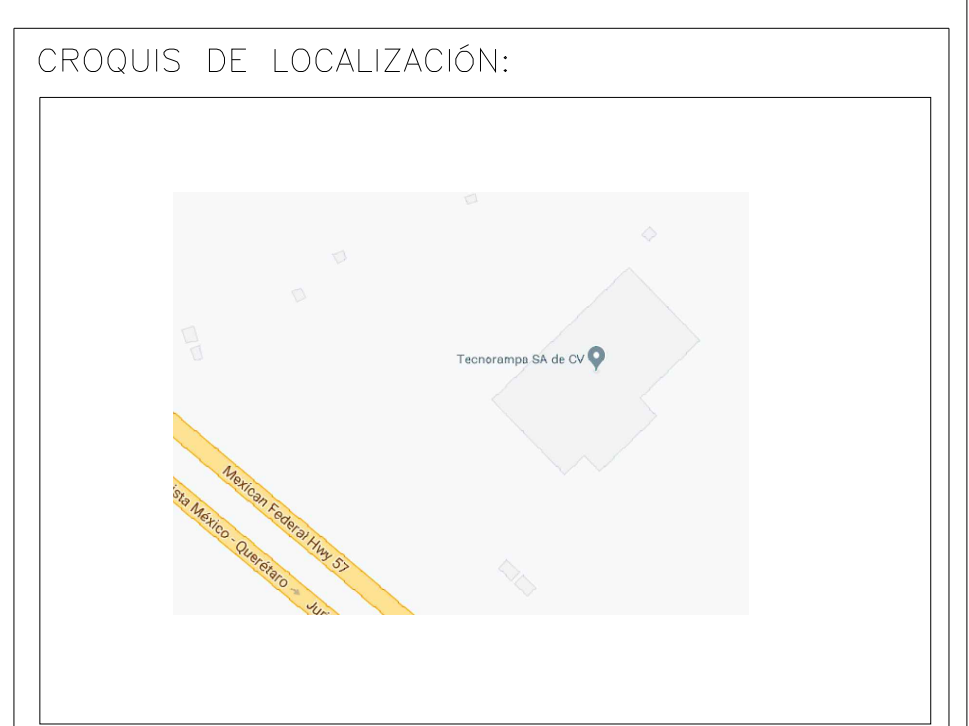 CROQUIS DE LOCALIZACIÓN:
Tecnorampa SA de CV
Mexican Federal Hwy 57
ista México - Querétaro